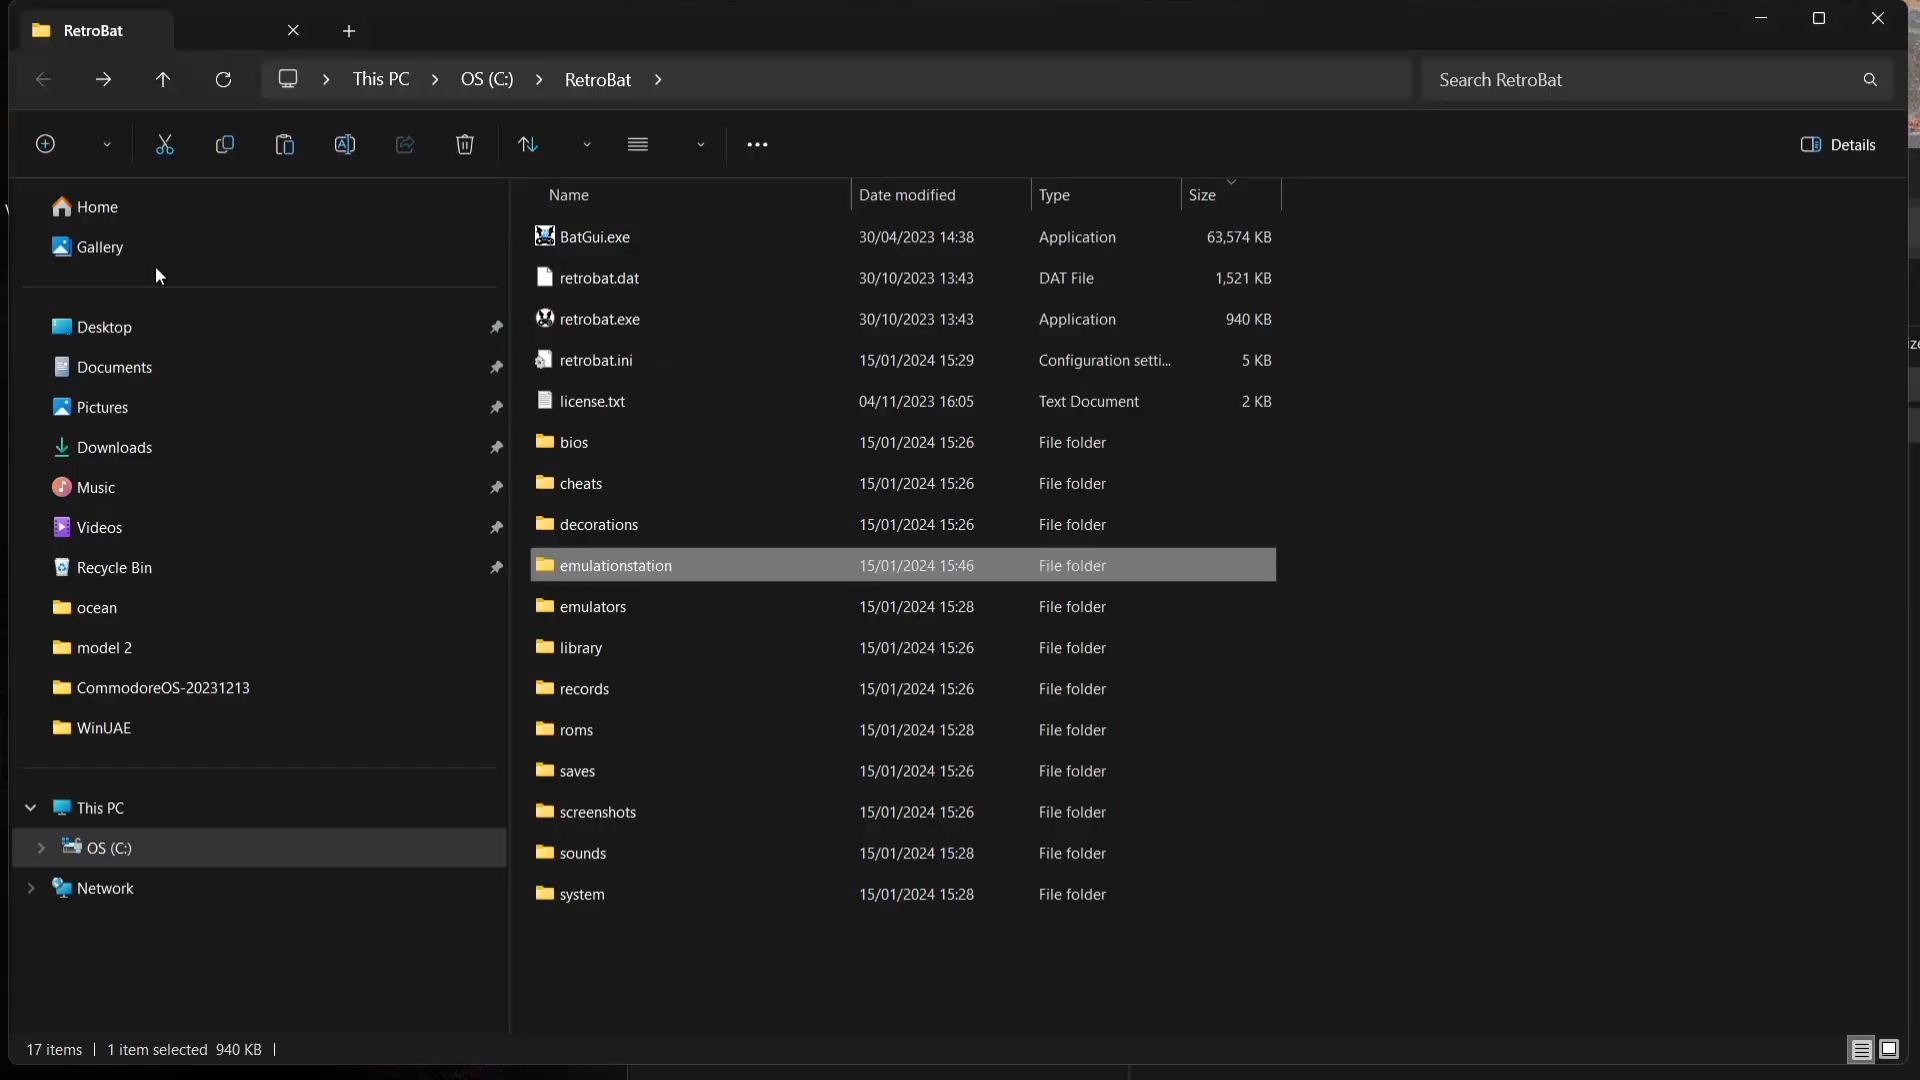 RetroBat
This PC > OS (C:) > RetroBat >
Search RetroBat
Details
Home
Gallery
Desktop
Documents
Pictures
Downloads
Music
Videos
Recycle Bin
ocean
model 2
CommodoreOS-20231213
WinUAE
This PC
OS (C:)
Network
Name Date modified Type Size
BatGui.exe 30/04/2023 14:38 Application 63,574 KB
retrobat.dat 30/10/2023 13:43 DAT File 1,521 KB
retrobat.exe 30/10/2023 13:43 Application 940 KB
retrobat.ini 15/01/2024 15:29 Configuration setti... 5 KB
license.txt 04/11/2023 16:05 Text Document 2 KB
bios 15/01/2024 15:26 File folder
cheats 15/01/2024 15:26 File folder
decorations 15/01/2024 15:26 File folder
emulationstation 15/01/2024 15:46 File folder
emulators 15/01/2024 15:28 File folder
library 15/01/2024 15:26 File folder
records 15/01/2024 15:26 File folder
roms 15/01/2024 15:28 File folder
saves 15/01/2024 15:26 File folder
screenshots 15/01/2024 15:26 File folder
sounds 15/01/2024 15:28 File folder
system 15/01/2024 15:28 File folder
17 items | 1 item selected 940 KB |